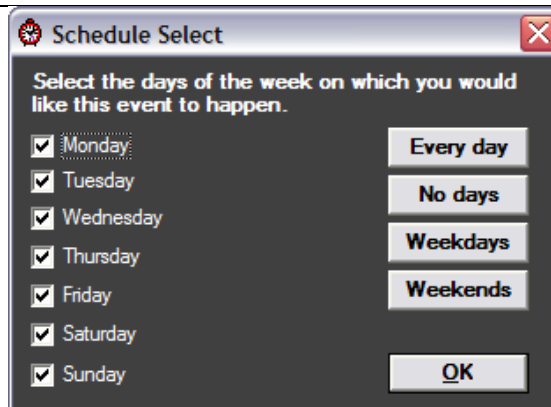 Schedule Select
Select the days of the week on which you would
like this event to happen.
Monday
Tuesday
Wednesday
Thursday
Friday
Saturday
Sunday
Every day
No days
Weekdays
Weekends
OK